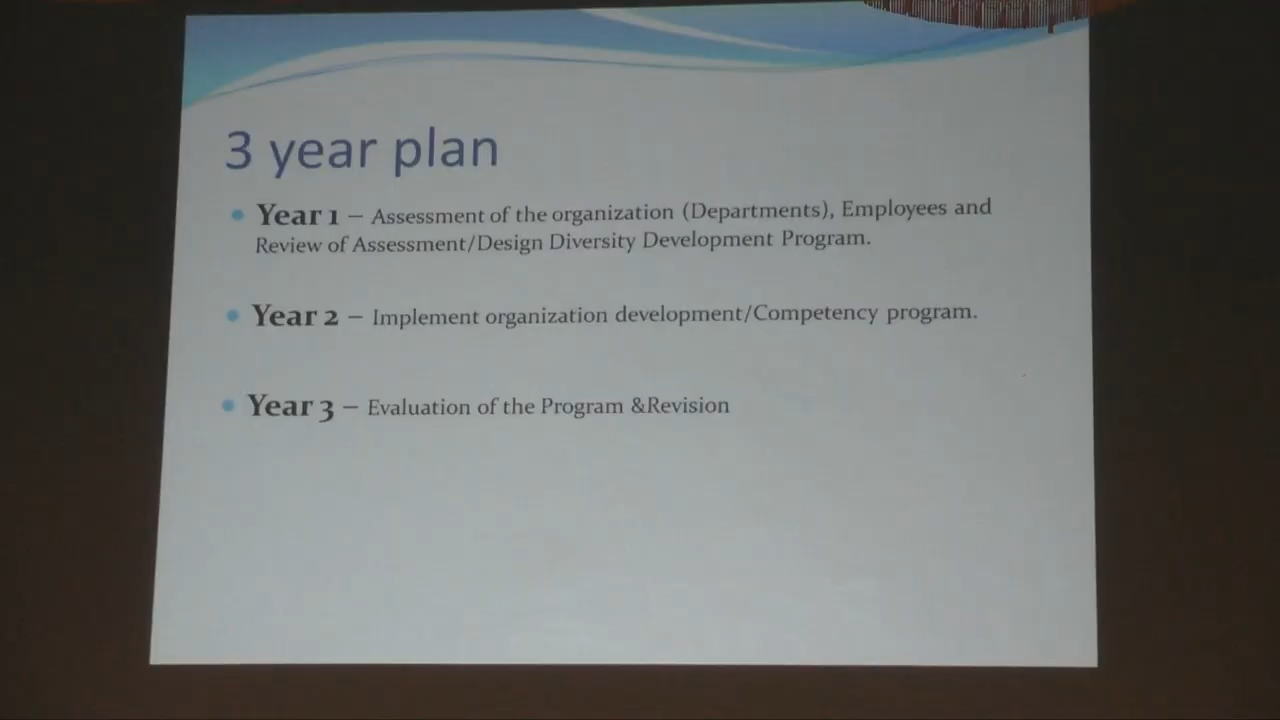 3 year plan
• Year 1 – Assessment of the organization (Departments), Employees and
Review of Assessment/Design Diversity Development Program.
• Year 2 – Implement organization development/Competency program.
• Year 3 – Evaluation of the Program &Revision